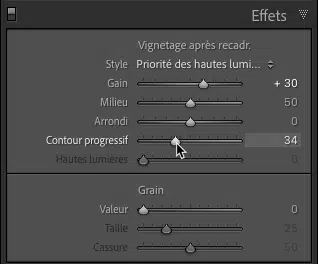 Effets
Vignetage après recadr.
Style Priorité des hautes lumi...
Gain + 30
Milieu 50
Arrondi 0
Contour progressif 34
Hautes lumières 0
Grain
Valeur 0
Taille 25
Cassure 50